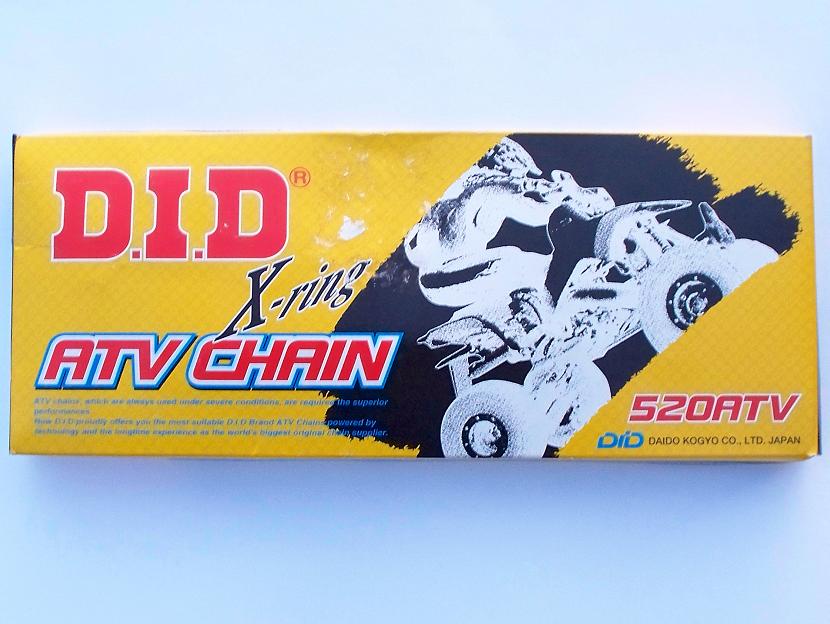 D.I.D®
X-ring
ATV CHAIN
ATV chains, which are always used under severe conditions, are required the superior
performances.
Now D.I.D proudly offers you the most suitable D.I.D Brand ATV Chains powered by
technology and the longtime experience as the world's biggest original chain supplier.
520ATV
DID DAIDO KOGYO CO., LTD. JAPAN